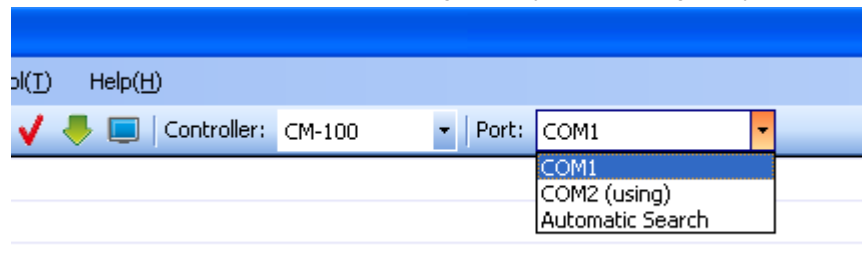 ol(T) Help(H)
Controller: CM-100 Port: COM1
COM1
COM2 (using)
Automatic Search